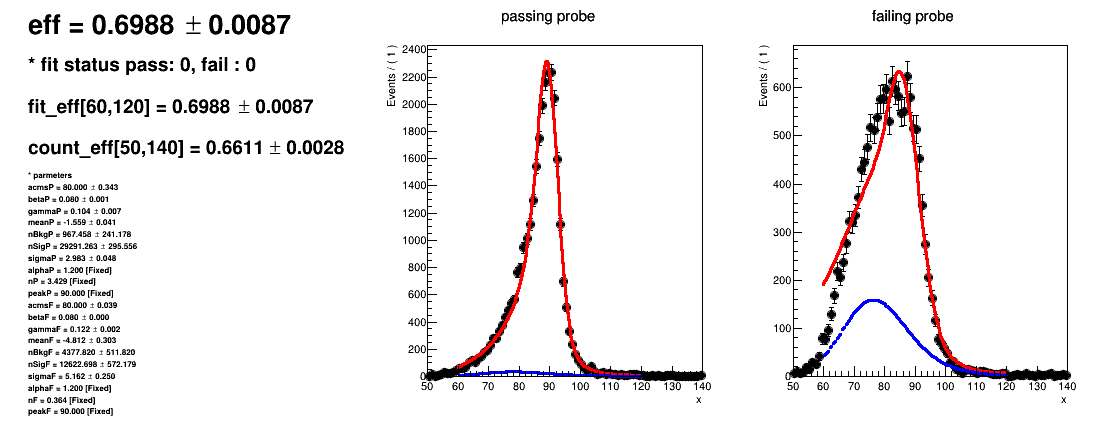 eff = 0.6988 ± 0.0087
* fit status pass: 0, fail : 0
fit_eff[60,120] = 0.6988 ± 0.0087
count_eff[50,140] = 0.6611 ± 0.0028
* parmeters
acmsP = 80.000 ± 0.343
betaP = 0.080 ± 0.001
gammaP = 0.104 ± 0.007
meanP = -1.559 ± 0.041
nBkgP = 967.458 ± 241.178
nSigP = 29291.263 ± 295.556
sigmaP = 2.983 ± 0.048
alphaP = 1.200 [Fixed]
nP = 3.429 [Fixed]
peakP = 90.000 [Fixed]
acmsF = 80.000 ± 0.039
betaF = 0.080 ± 0.000
gammaF = 0.122 ± 0.002
meanF = -4.812 ± 0.303
nBkgF = 4377.820 ± 511.820
nSigF = 12622.698 ± 572.179
sigmaF = 5.162 ± 0.250
alphaF = 1.200 [Fixed]
nF = 0.364 [Fixed]
peakF = 90.000 [Fixed]
passing probe
Events / ( 1 )
2400
2200
2000
1800
1600
1400
1200
1000
800
600
400
200
0
50 60 70 80 90 100 110 120 130 140
x
failing probe
Events / ( 1 )
600
500
400
300
200
100
0
50 60 70 80 90 100 110 120 130 140
x